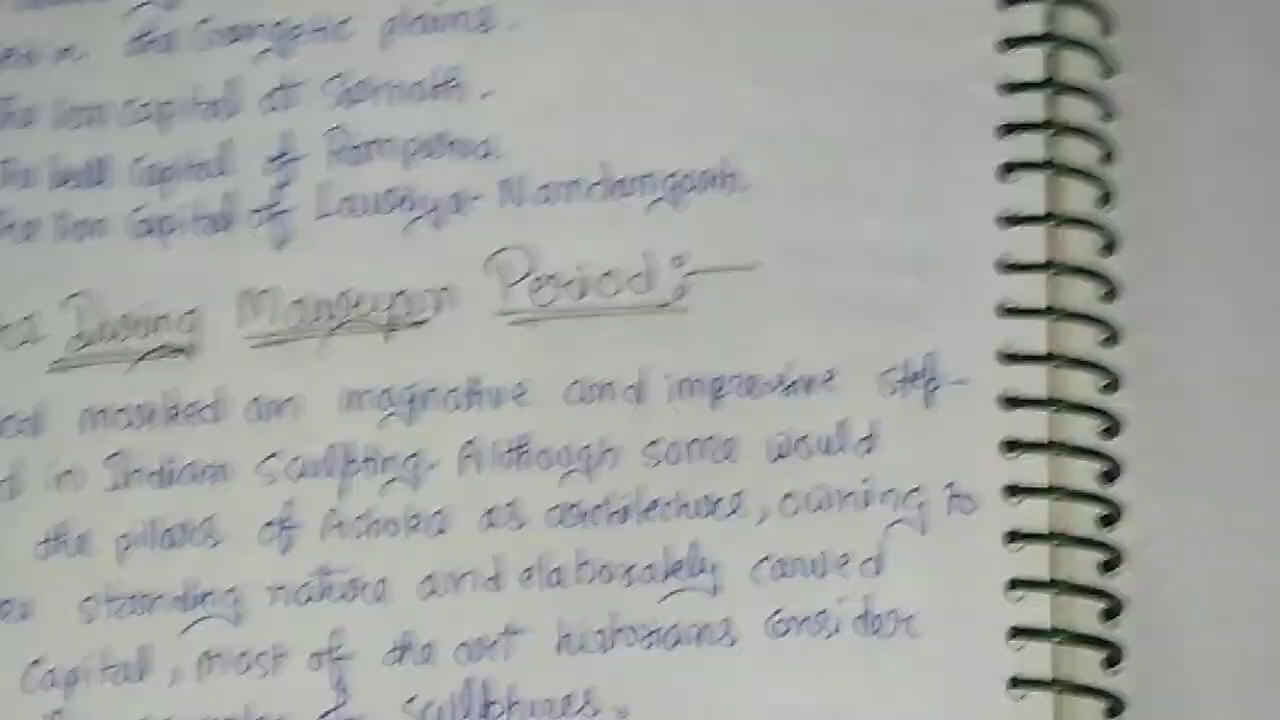 the Gangetic plains.
The lion capital at Sarnath.
The bull Capital of Rampurva.
The lion Capital of Lauriya-Nandangarh.
During Mauryan Period:-
marked an imaginative and impressive step-
in Indian Sculpting. Although some would
the pillars of Ashoka as architecture, owning to
standing nature and elaborately carved
Capital, most of the art historians consider
sculptures.